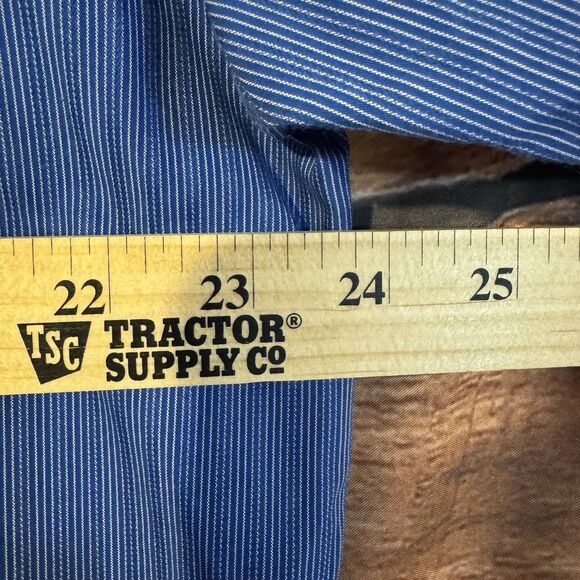 22 23 24 25
TSC TRACTOR®
SUPPLY CO